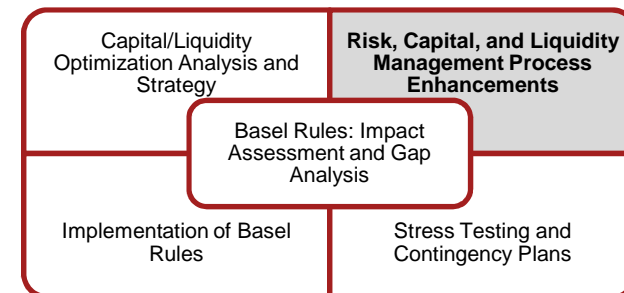 Capital/Liquidity
Optimization Analysis and
Strategy
Risk, Capital, and Liquidity
Management Process
Enhancements
Basel Rules: Impact
Assessment and Gap
Analysis
Implementation of Basel
Rules
Stress Testing and
Contingency Plans